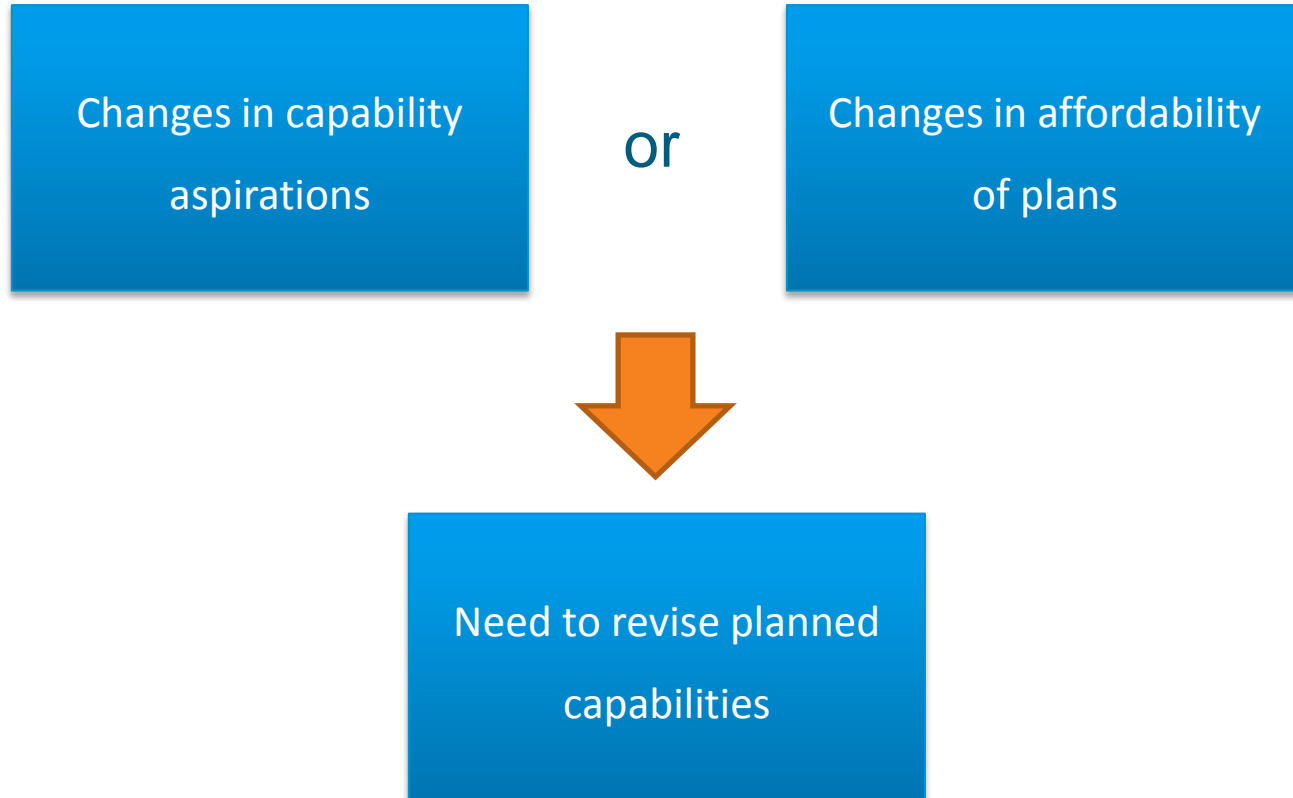 Changes in capability
aspirations
or
Changes in affordability
of plans
Need to revise planned
capabilities